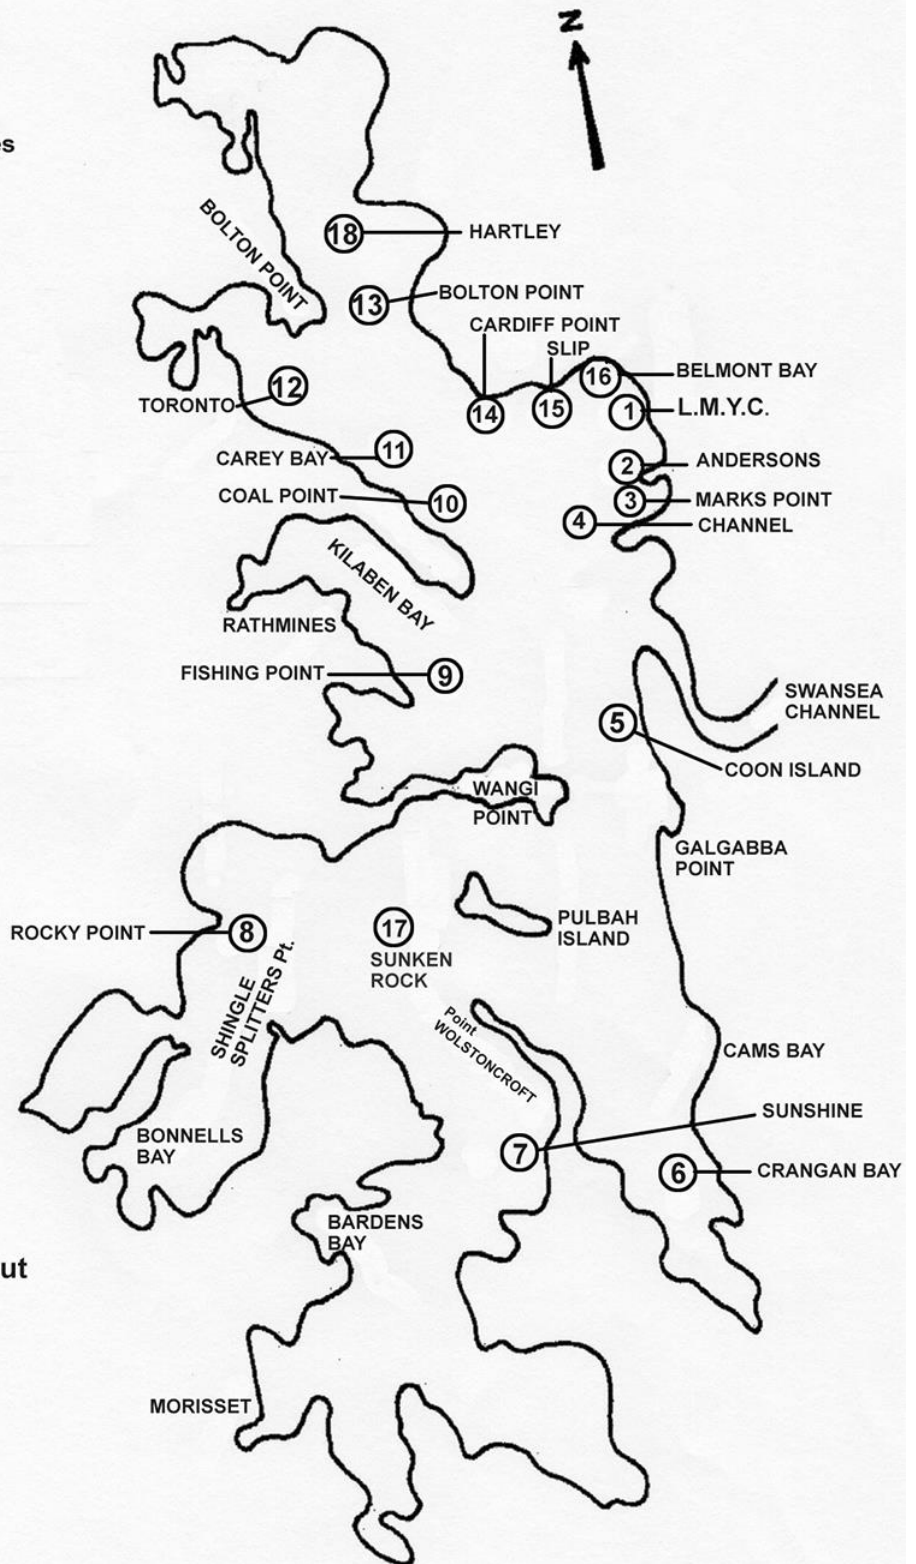 N
es
BOLTON POINT
18
HARTLEY
13
BOLTON POINT
CARDIFF POINT
SLIP
16
BELMONT BAY
12
TORONTO
14
15
1
L.M.Y.C.
11
CAREY BAY
2
ANDERSONS
COAL POINT
10
3
MARKS POINT
4
CHANNEL
KILABEN BAY
RATHMINES
FISHING POINT
9
SWANSEA
CHANNEL
5
COON ISLAND
WANGI
POINT
GALGABBA
POINT
ROCKY POINT
8
17
SUNKEN
ROCK
PULBAH
ISLAND
SHINGLE
SPLITTERS Pt.
Point
WOLSTONCROFT
CAMS BAY
SUNSHINE
BONNELLS
BAY
7
6
CRANGAN BAY
BARDENS
BAY
ut
MORISSET